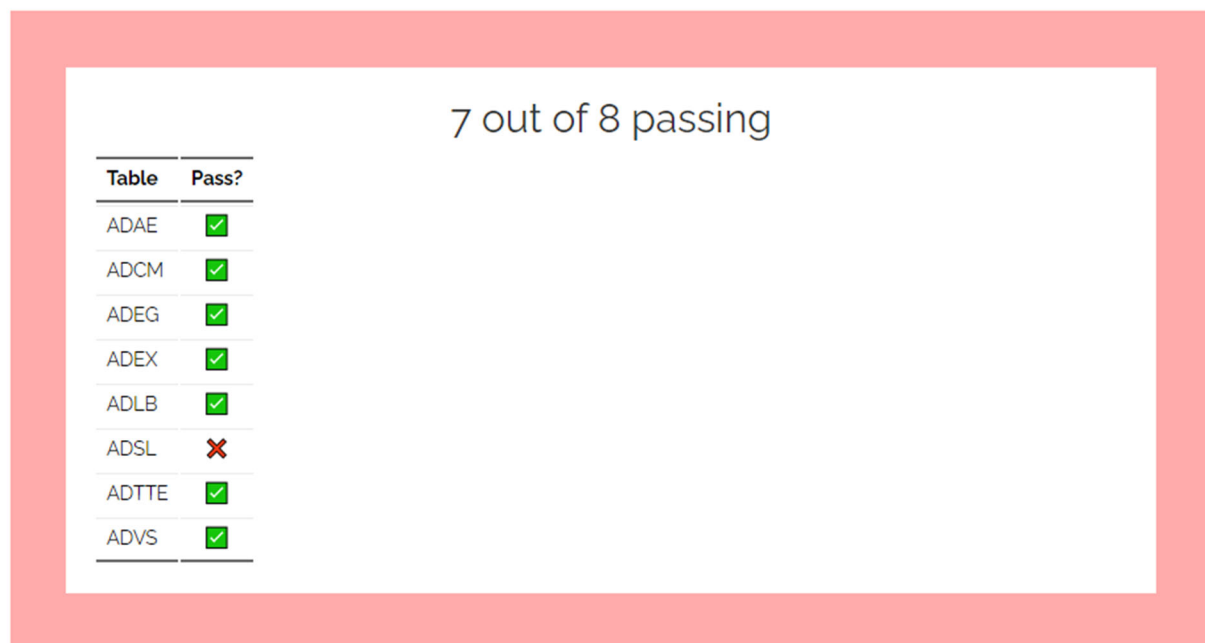 7 out of 8 passing
Table Pass?
ADAE ✅
ADCM ✅
ADEG ✅
ADEX ✅
ADLB ✅
ADSL ❌
ADTTE ✅
ADVS ✅